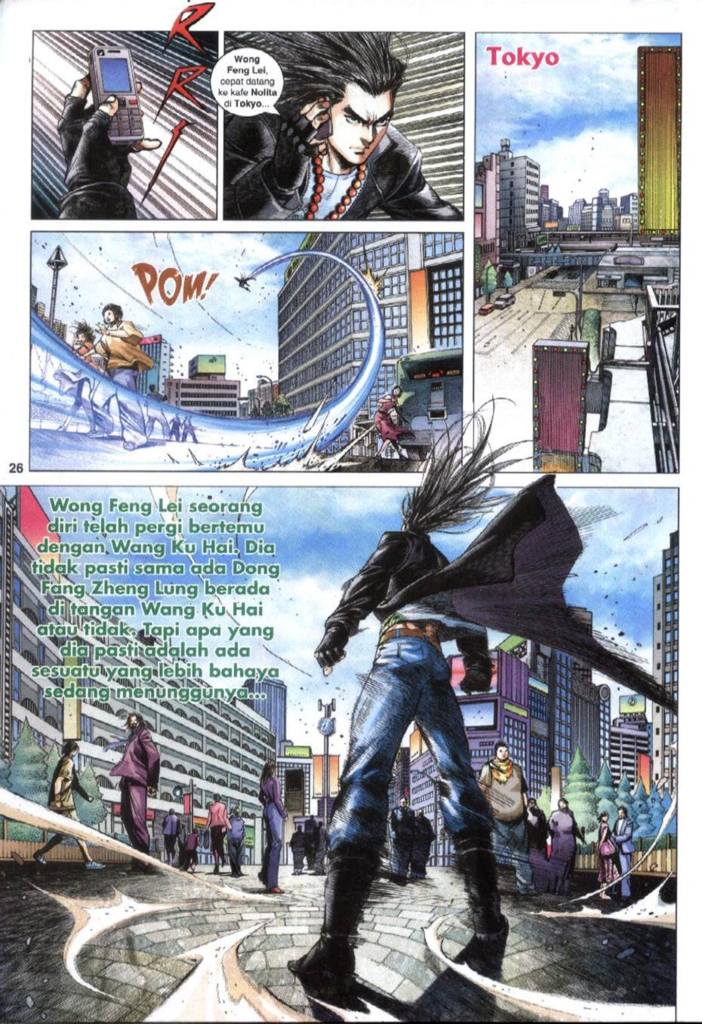 RRI
Wong
Feng Lei,
cepat datang
ke kafe Nolita
di Tokyo...
Tokyo
POW!
26
Wong Feng Lei seorang
diri telah pergi bertemu
dengan Wang Ku Hai. Dia
tidak pasti sama ada Dong
Fang Zheng Lung berada
di tangan Wang Ku Hai
atau tidak. Tapi apa yang
dia pasti adalah ada
sesuatu yang lebih bahaya
sedang menunggunya...